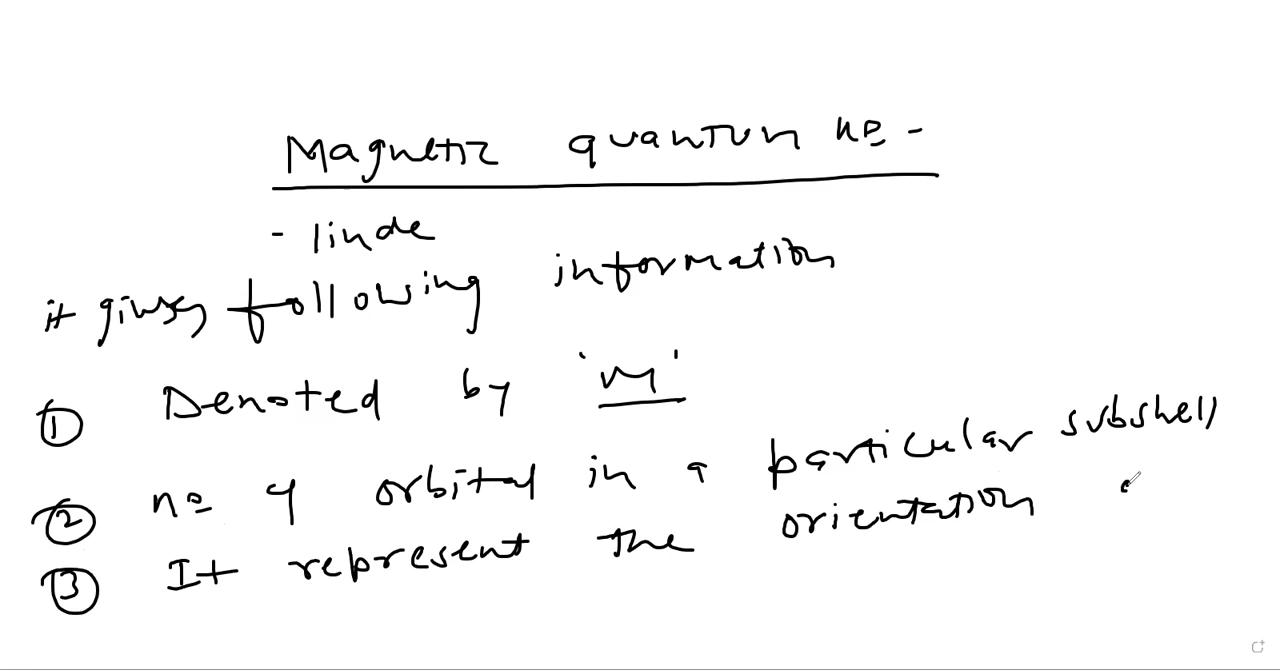 Magnetic quantum no -
- linde
it gives following information
① Denoted by 'm'
② no of orbital in a particular subshell
③ It represent the orientation